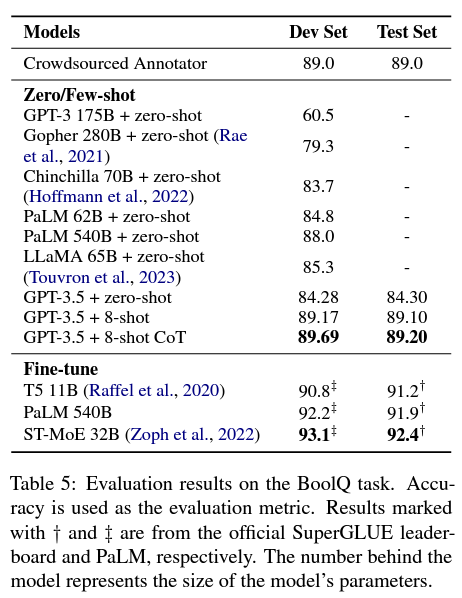 Models Dev Set Test Set
Crowdsourced Annotator 89.0 89.0
Zero/Few-shot
GPT-3 175B + zero-shot 60.5 -
Gopher 280B + zero-shot (Rae
et al., 2021) 79.3 -
Chinchilla 70B + zero-shot
(Hoffmann et al., 2022) 83.7 -
PaLM 62B + zero-shot 84.8 -
PaLM 540B + zero-shot 88.0 -
LLaMA 65B + zero-shot
(Touvron et al., 2023) 85.3 -
GPT-3.5 + zero-shot 84.28 84.30
GPT-3.5 + 8-shot 89.17 89.10
GPT-3.5 + 8-shot CoT 89.69 89.20
Fine-tune
T5 11B (Raffel et al., 2020) 90.8‡ 91.2†
PaLM 540B 92.2‡ 91.9†
ST-MoE 32B (Zoph et al., 2022) 93.1‡ 92.4†
Table 5: Evaluation results on the BoolQ task. Accu-
racy is used as the evaluation metric. Results marked
with † and ‡ are from the official SuperGLUE leader-
board and PaLM, respectively. The number behind the
model represents the size of the model's parameters.